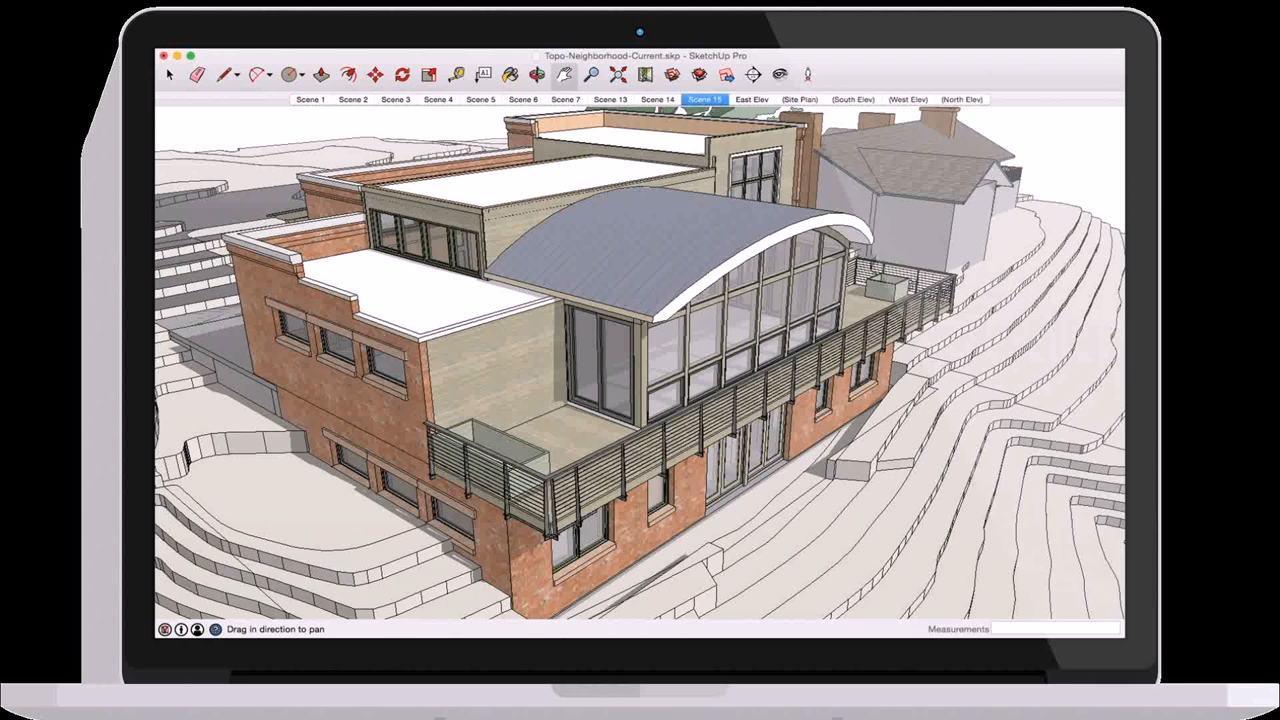 Topo-Neighborhood-Current.skp - SketchUp Pro
A1
Scene 1 Scene 2 Scene 3 Scene 4 Scene 5 Scene 6 Scene 7 Scene 13 Scene 14 Scene 15 East Elev (Site Plan) (South Elev) (West Elev) (North Elev)
Drag in direction to pan Measurements